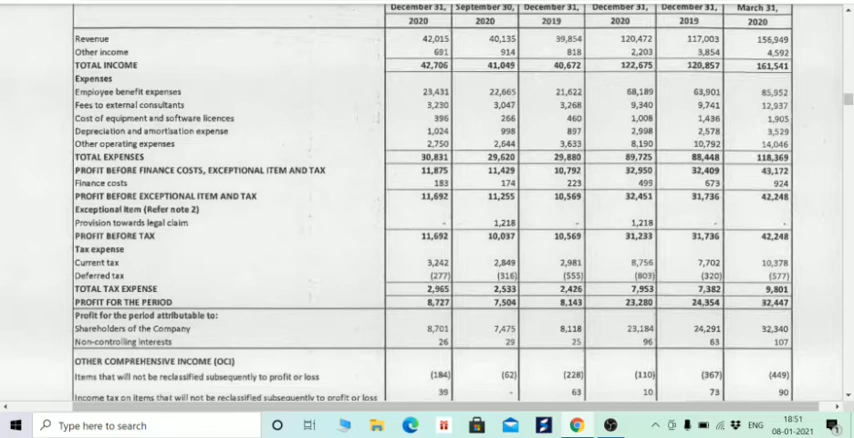 December 31, September 30, December 31, December 31, December 31, March 31,
2020 2020 2019 2020 2019 2020
Revenue 42,015 40,135 39,854 120,472 117,003 156,949
Other income 691 914 818 2,203 3,854 4,592
TOTAL INCOME 42,706 41,049 40,672 122,675 120,857 161,541
Expenses
Employee benefit expenses 23,431 22,665 21,622 68,189 63,901 85,952
Fees to external consultants 3,230 3,047 3,268 9,340 9,741 12,937
Cost of equipment and software licences 396 266 460 1,008 1,436 1,905
Depreciation and amortisation expense 1,024 998 897 2,998 2,578 3,529
Other operating expenses 2,750 2,644 3,633 8,190 10,792 14,046
TOTAL EXPENSES 30,831 29,620 29,880 89,725 88,448 118,369
PROFIT BEFORE FINANCE COSTS, EXCEPTIONAL ITEM AND TAX 11,875 11,429 10,792 32,950 32,409 43,172
Finance costs 183 174 223 499 673 924
PROFIT BEFORE EXCEPTIONAL ITEM AND TAX 11,692 11,255 10,569 32,451 31,736 42,248
Exceptional item (Refer note 2)
Provision towards legal claim - 1,218 - 1,218 - -
PROFIT BEFORE TAX 11,692 10,037 10,569 31,233 31,736 42,248
Tax expense
Current tax 3,242 2,849 2,981 8,756 7,702 10,378
Deferred tax (277) (316) (555) (803) (320) (577)
TOTAL TAX EXPENSE 2,965 2,533 2,426 7,953 7,382 9,801
PROFIT FOR THE PERIOD 8,727 7,504 8,143 23,280 24,354 32,447
Profit for the period attributable to:
Shareholders of the Company 8,701 7,475 8,118 23,184 24,291 32,340
Non-controlling interests 26 29 25 96 63 107
OTHER COMPREHENSIVE INCOME (OCI)
Items that will not be reclassified subsequently to profit or loss (184) (62) (228) (110) (367) (449)
Income tax on items that will not be reclassified subsequently to profit or loss 39 - 63 10 73 90
Type here to search
ENG
18:51
08-01-2021